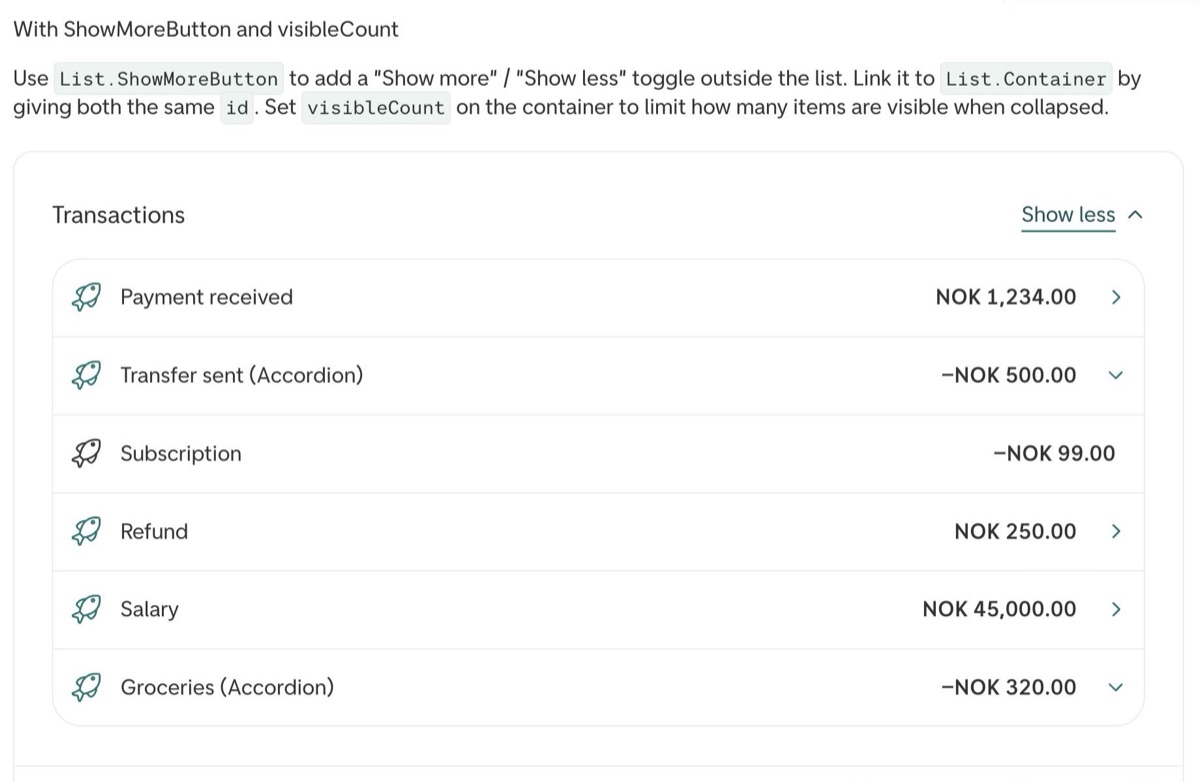 With ShowMoreButton and visibleCount
Use List.ShowMoreButton to add a "Show more" / "Show less" toggle outside the list. Link it to List.Container by
giving both the same id. Set visibleCount on the container to limit how many items are visible when collapsed.
Transactions Show less
Payment received NOK 1,234.00
Transfer sent (Accordion) −NOK 500.00
Subscription −NOK 99.00
Refund NOK 250.00
Salary NOK 45,000.00
Groceries (Accordion) −NOK 320.00